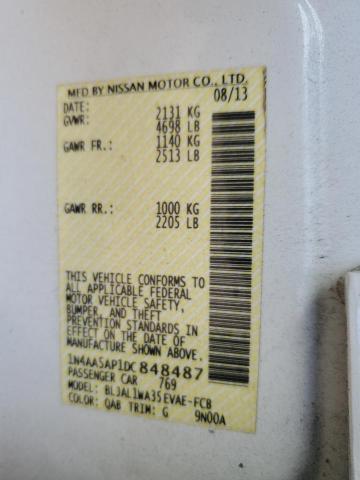 MFD BY NISSAN MOTOR CO., LTD.
DATE: 08/13
GVWR: 2131 KG
4698 LB
GAWR FR.: 1140 KG
2513 LB
GAWR RR.: 1000 KG
2205 LB
THIS VEHICLE CONFORMS TO
ALL APPLICABLE FEDERAL
MOTOR VEHICLE SAFETY,
BUMPER, AND THEFT
PREVENTION STANDARDS IN
EFFECT ON THE DATE OF
MANUFACTURE SHOWN ABOVE.
1N4AA5AP1DC848487
PASSENGER CAR 769
MODEL: BLJAL1WA35EVAE-FCB
COLOR: QAB TRIM: G 9N00A